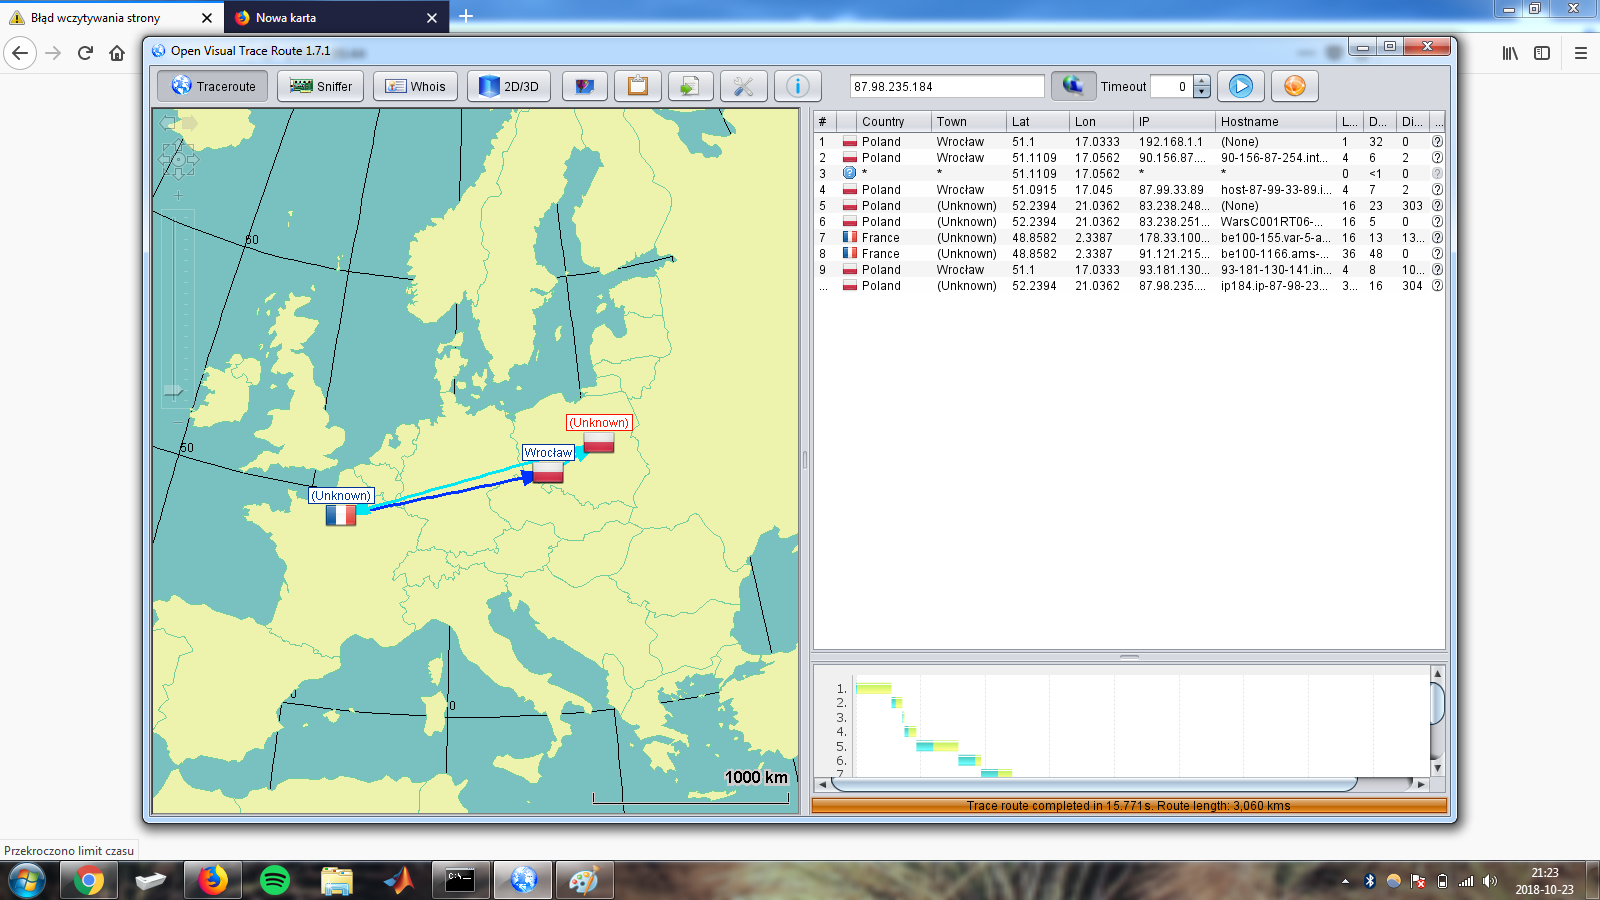 Błąd wczytywania strony
Nowa karta
Open Visual Trace Route 1.7.1
Traceroute Sniffer Whois 2D/3D 87.98.235.184 Timeout 0
# Country Town Lat Lon IP Hostname L... D... Di... ...
1 Poland Wrocław 51.1 17.0333 192.168.1.1 (None) 1 32 0
2 Poland Wrocław 51.1109 17.0562 90.156.87.... 90-156-87-254.int... 4 6 2
3 * * 51.1109 17.0562 * * 0 <1 0
4 Poland Wrocław 51.0915 17.045 87.99.33.89 host-87-99-33-89.i... 4 7 2
5 Poland (Unknown) 52.2394 21.0362 83.238.248... (None) 16 23 303
6 Poland (Unknown) 52.2394 21.0362 83.238.251... WarsC001RT06-... 16 5 0
7 France (Unknown) 48.8582 2.3387 178.33.100... be100-155.var-5-a... 16 13 13...
8 France (Unknown) 48.8582 2.3387 91.121.215... be100-1166.ams-... 36 48 0
9 Poland Wrocław 51.1 17.0333 93.181.130... 93-181-130-141.in... 4 8 10...
... Poland (Unknown) 52.2394 21.0362 87.98.235.... ip184.ip-87-98-23... 3... 16 304
60
50
(Unknown)
Wrocław
(Unknown)
0
0
1000 km
1.
2.
3.
4.
5.
6.
7
Trace route completed in 15.771s. Route length: 3,060 kms
Przekroczono limit czasu
C:\_
21:23
2018-10-23